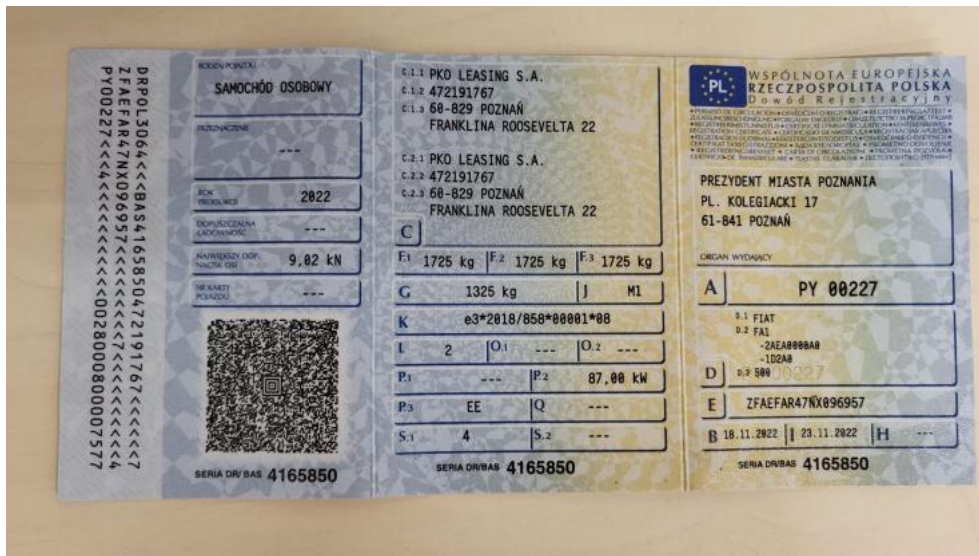 DRPOL3064<<<BAS41658504721917 67<<<<<7
ZFAEFAR47NX096957<<<<<<<7<<<<<<<<4
PY00227<<<4<<<<<<<0028000800007577
RODZAJ POJAZDU
SAMOCHÓD OSOBOWY
PRZEZNACZENIE
---
ROK PRODUKCJI 2022
DOPUSZCZALNA ŁADOWNOŚĆ ---
NAJWIĘKSZY DOP. NACISK OSI 9,02 kN
NR KARTY POJAZDU ---
SERIA DR/BAS 4165850
C.1.1 PKO LEASING S.A.
C.1.2 472191767
C.1.3 60-829 POZNAŃ
FRANKLINA ROOSEVELTA 22
C.2.1 PKO LEASING S.A.
C.2.2 472191767
C.2.3 60-829 POZNAŃ
FRANKLINA ROOSEVELTA 22
C
F.1 1725 kg F.2 1725 kg F.3 1725 kg
G 1325 kg J M1
K e3*2018/858*00001*08
L 2 O.1 --- O.2 ---
P.1 --- P.2 87,00 kW
P.3 EE Q ---
S.1 4 S.2 ---
SERIA DR/BAS 4165850
PL
WSPÓLNOTA EUROPEJSKA
RZECZPOSPOLITA POLSKA
Dowód Rejestracyjny
PREZYDENT MIASTA POZNANIA
PL. KOLEGIACKI 17
61-841 POZNAŃ
ORGAN WYDAJĄCY
A PY 00227
D.1 FIAT
D.2 FA1
-2AEA0000A0
-1D2A0
D D.3 500
E ZFAEFAR47NX096957
B 18.11.2022 I 23.11.2022 H ---
SERIA DR/BAS 4165850